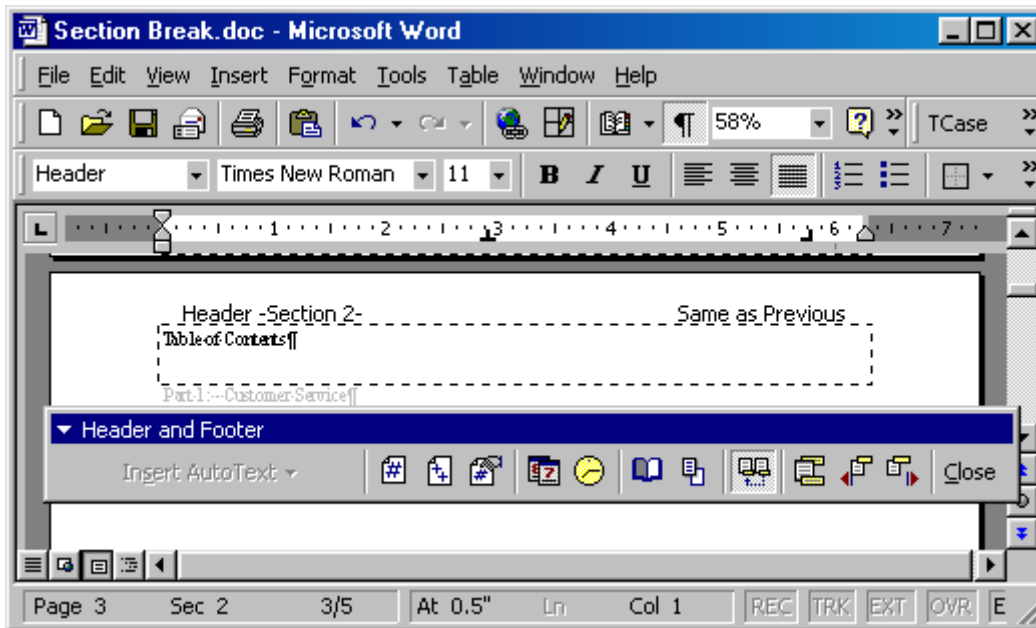 Section Break.doc - Microsoft Word
File Edit View Insert Format Tools Table Window Help
58% TCase
Header Times New Roman 11 B I U
L 1 2 3 4 5 6 7
Header -Section 2- Same as Previous
Table of Contents¶
Part 1: Customer Service¶
Header and Footer
Insert AutoText Close
Page 3 Sec 2 3/5 At 0.5" Ln Col 1 REC TRK EXT OVR E